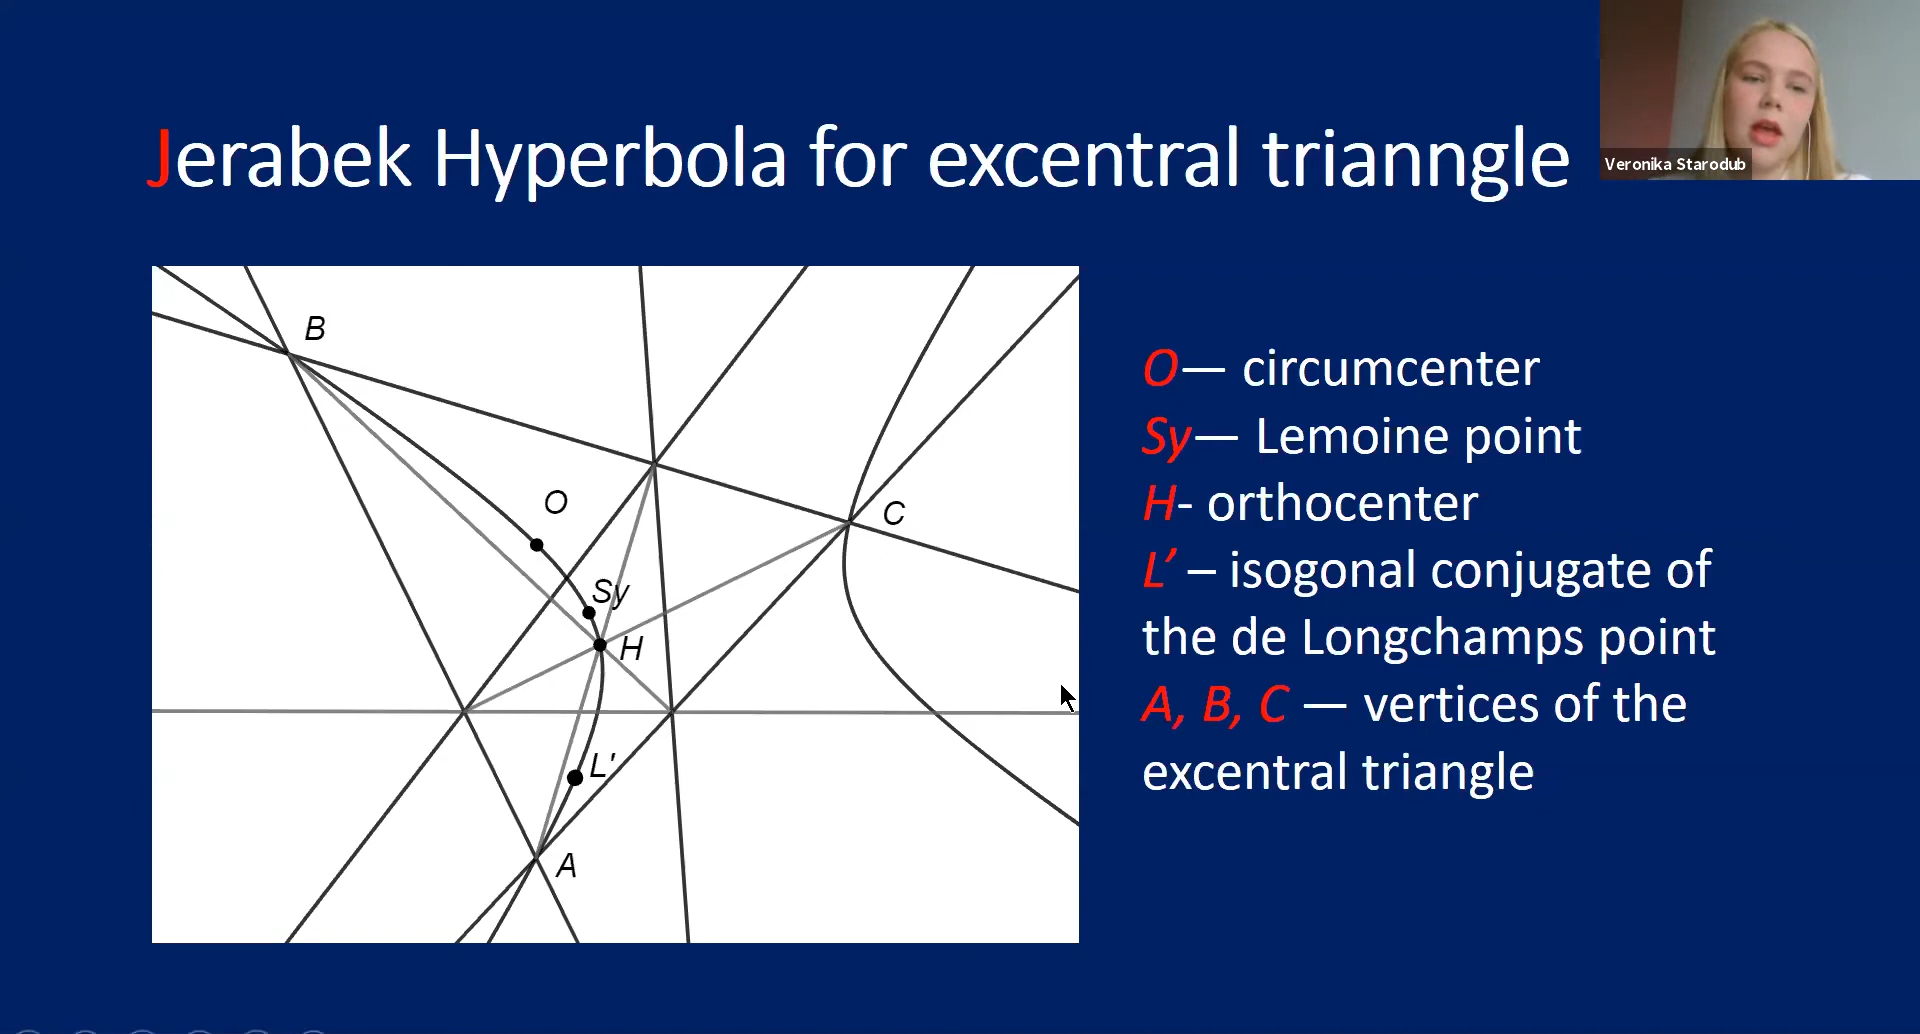 Jerabek Hyperbola for excentral trianngle
Veronika Starodub
B
O
C
Sy
H
L'
A
O— circumcenter
Sy— Lemoine point
H- orthocenter
L’ – isogonal conjugate of
the de Longchamps point
A, B, C — vertices of the
excentral triangle